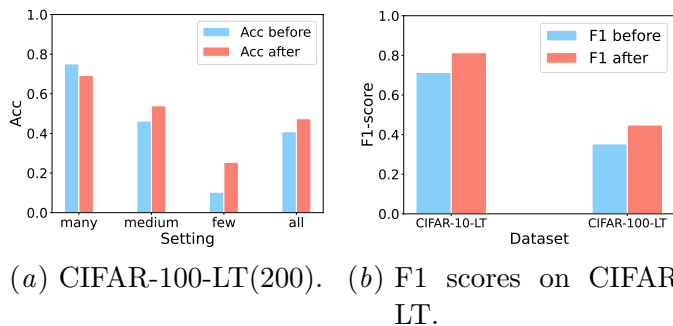 1.0
0.8
0.6
0.4
0.2
0.0
Acc
Acc before
Acc after
many medium few all
Setting
(a) CIFAR-100-LT(200).
1.0
0.8
0.6
0.4
0.2
0.0
F1-score
F1 before
F1 after
CIFAR-10-LT CIFAR-100-LT
Dataset
(b) F1 scores on CIFAR
LT.